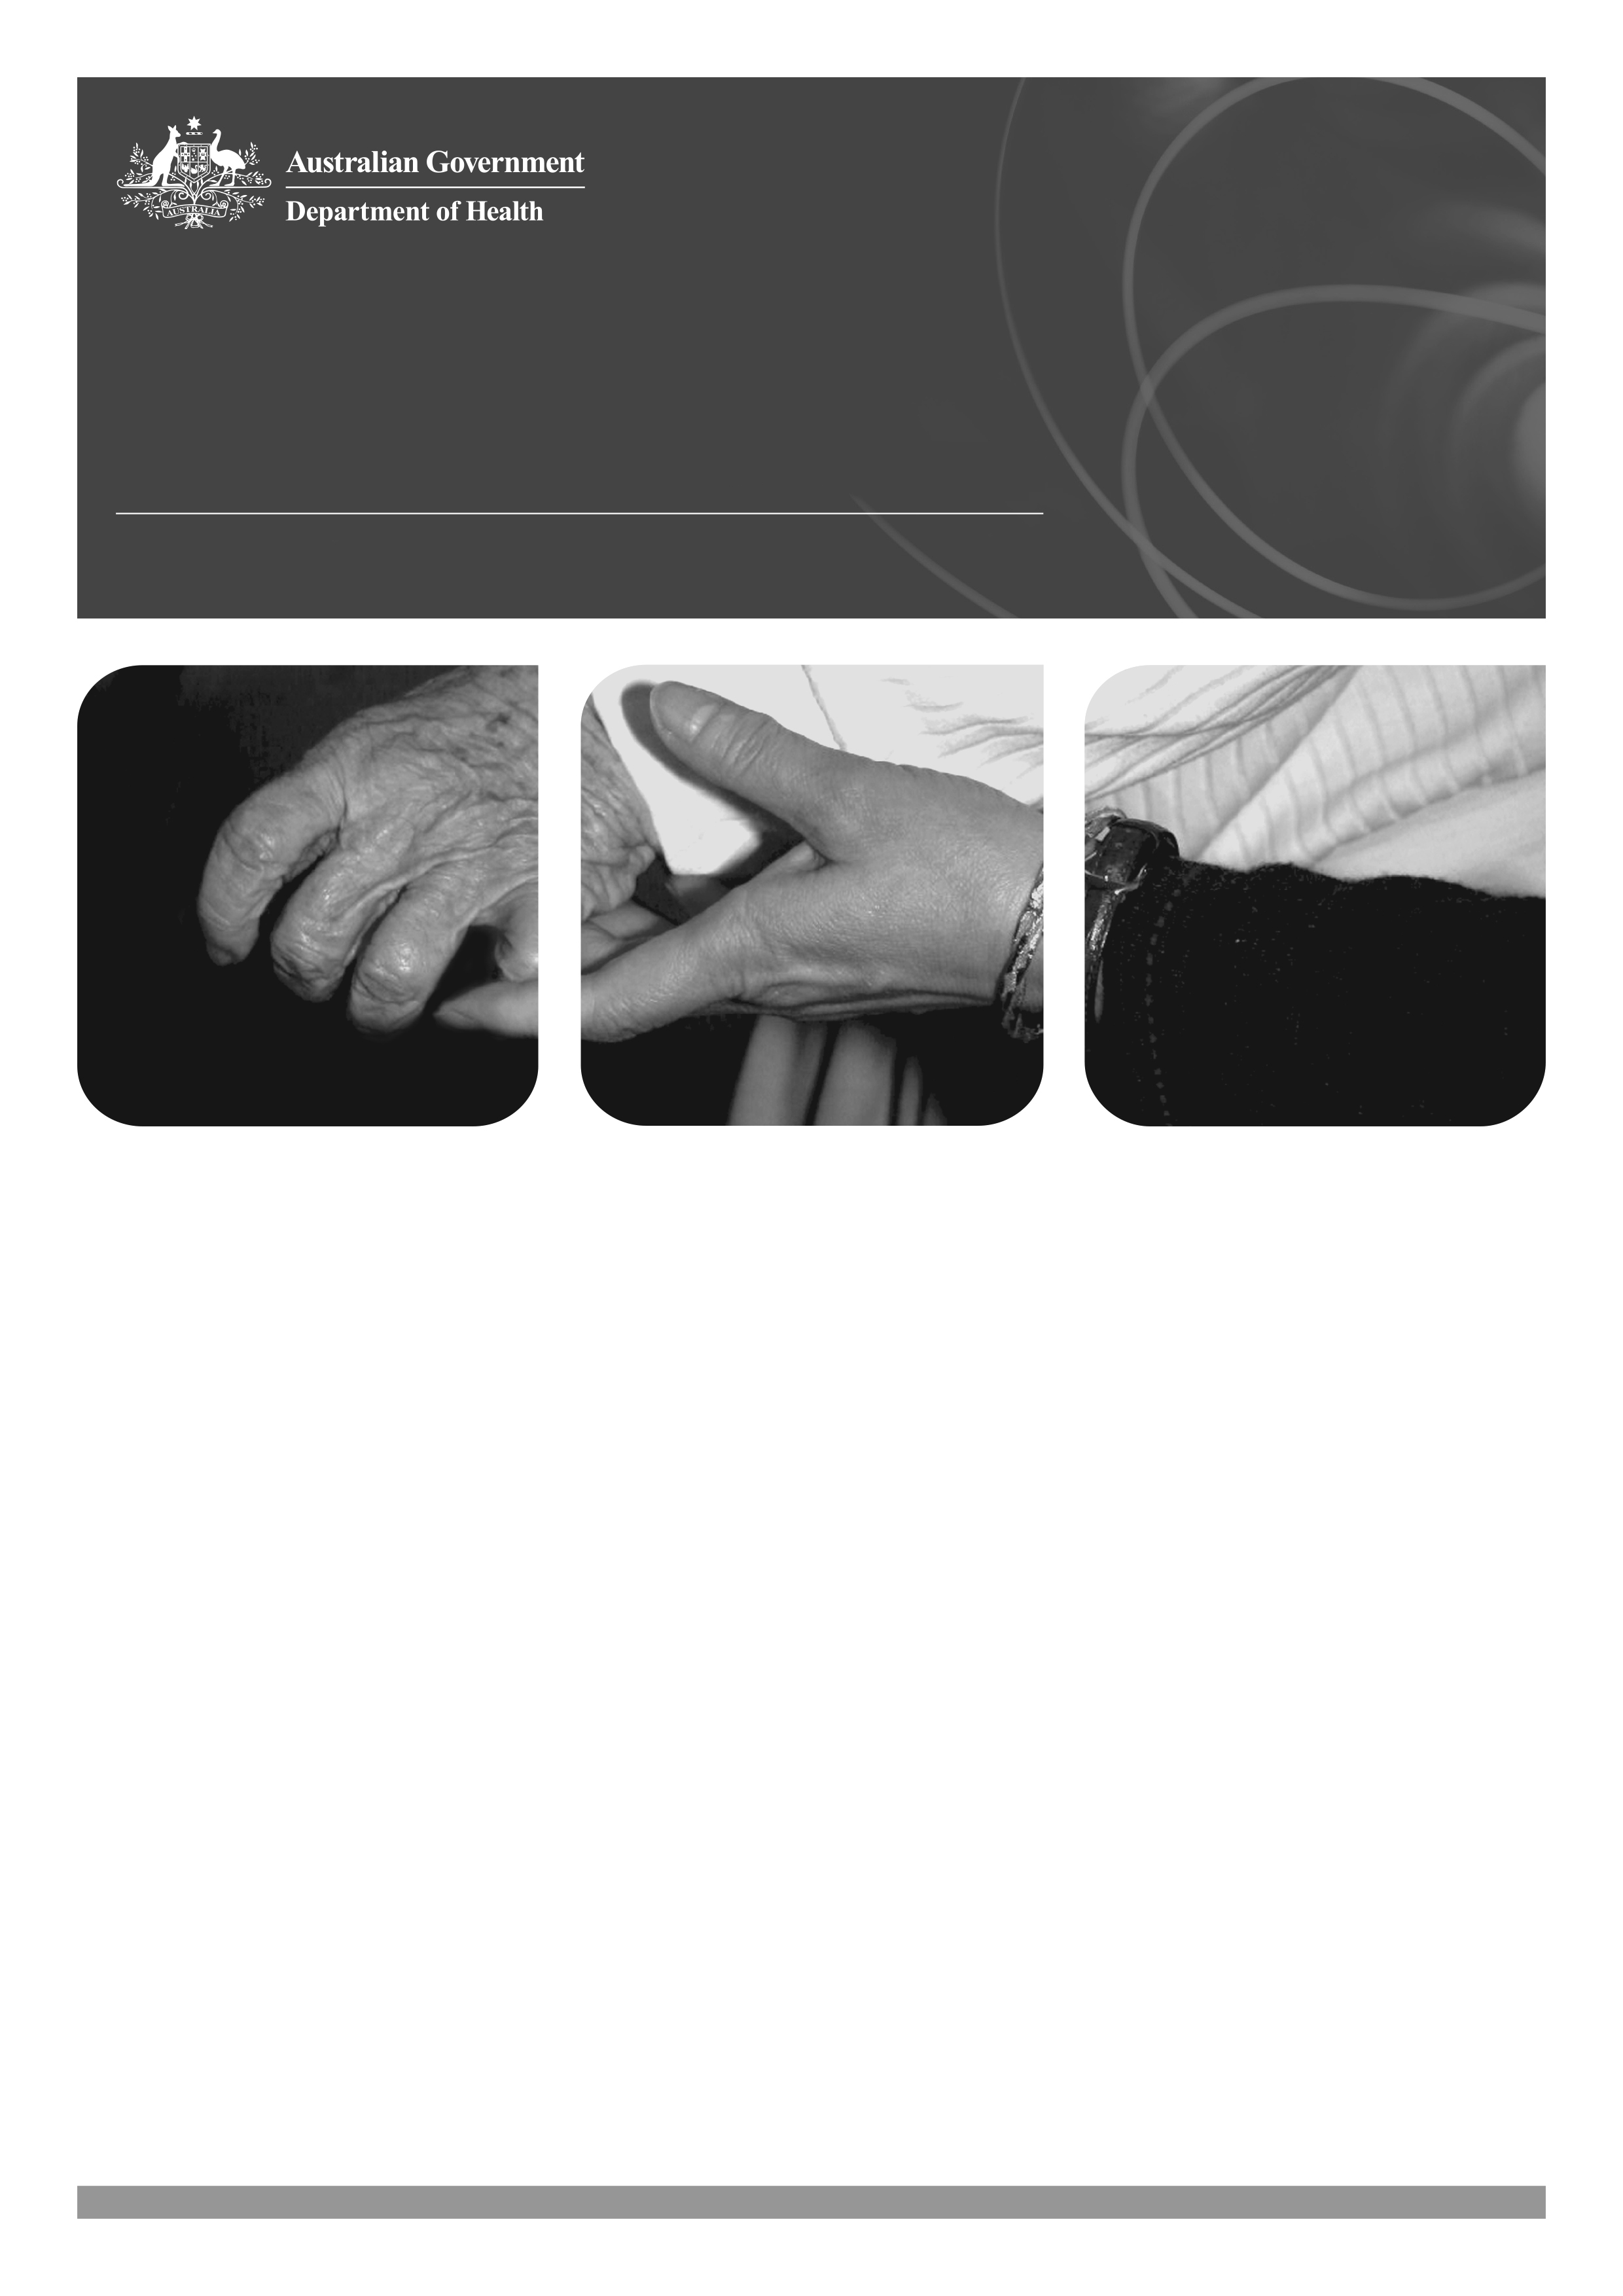 Australian Government
Department of Health
AUSTRALIA